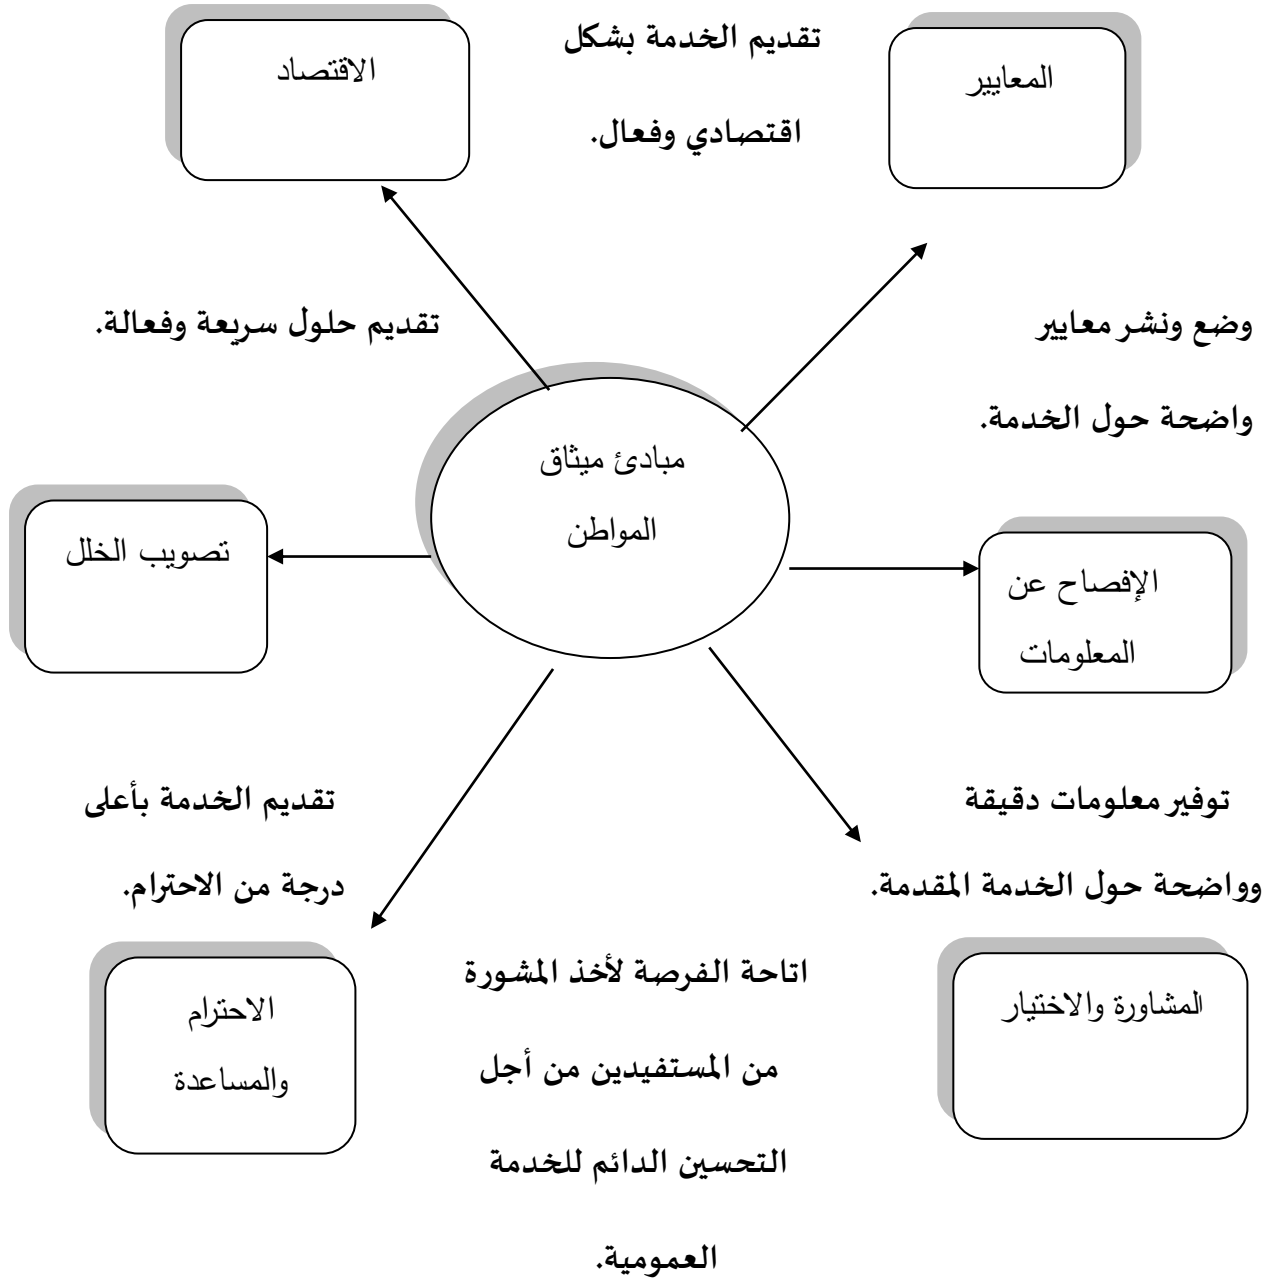 المعايير
تقديم الخدمة بشكل
اقتصادي وفعال.
الاقتصاد
وضع ونشر معايير
واضحة حول الخدمة.
تقديم حلول سريعة وفعالة.
مبادئ ميثاق
المواطن
الإفصاح عن
المعلومات
تصويب الخلل
توفير معلومات دقيقة
وواضحة حول الخدمة المقدمة.
تقديم الخدمة بأعلى
درجة من الاحترام.
المشاورة والاختيار
اتاحة الفرصة لأخذ المشورة
من المستفيدين من أجل
التحسين الدائم للخدمة
العمومية.
الاحترام
والمساعدة